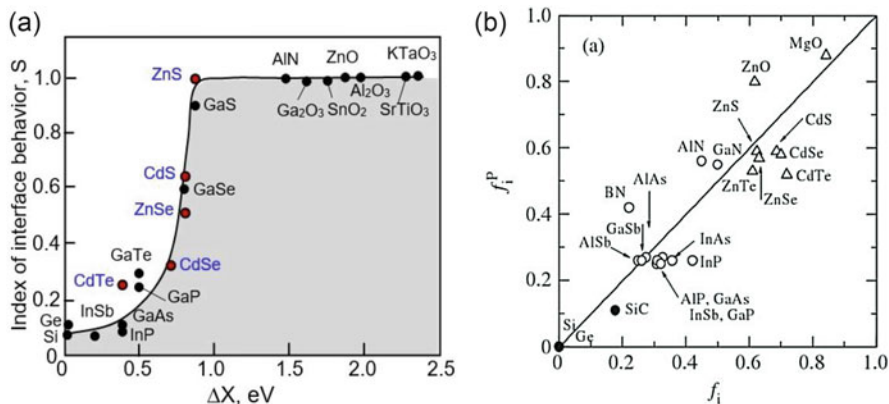 (a)
Index of interface behavior, S
1.0
0.8
0.6
0.4
0.2
0
0
0.5
1.0
1.5
2.0
2.5
ΔX, eV
ZnS
AlN
ZnO
KTaO3
GaS
Ga2O3
SnO2
Al2O3
SrTiO3
CdS
GaSe
ZnSe
GaTe
CdSe
CdTe
GaP
InSb
GaAs
Ge
Si
InP
(b)
f_i^P
1.0
0.8
0.6
0.4
0.2
0.0
0.2
0.4
0.6
0.8
1.0
f_i
(a)
MgO
ZnO
ZnS
CdS
AlN
GaN
CdSe
AlAs
ZnTe
CdTe
BN
ZnSe
GaSb
AlSb
InAs
InP
AlP, GaAs
InSb, GaP
SiC
Si
Ge